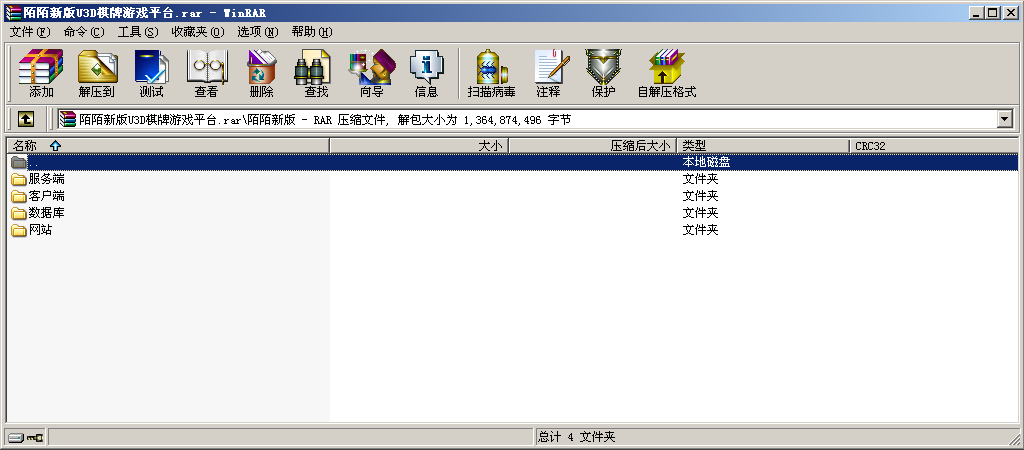 陌陌新版U3D棋牌游戏平台.rar - WinRAR
文件(F) 命令(C) 工具(S) 收藏夹(O) 选项(N) 帮助(H)
添加 解压到 测试 查看 删除 查找 向导 信息 扫描病毒 注释 保护 自解压格式
陌陌新版U3D棋牌游戏平台.rar\陌陌新版 - RAR 压缩文件, 解包大小为 1,364,874,496 字节
名称 大小 压缩后大小 类型 CRC32
.. 本地磁盘
服务端 文件夹
客户端 文件夹
数据库 文件夹
网站 文件夹
总计 4 文件夹